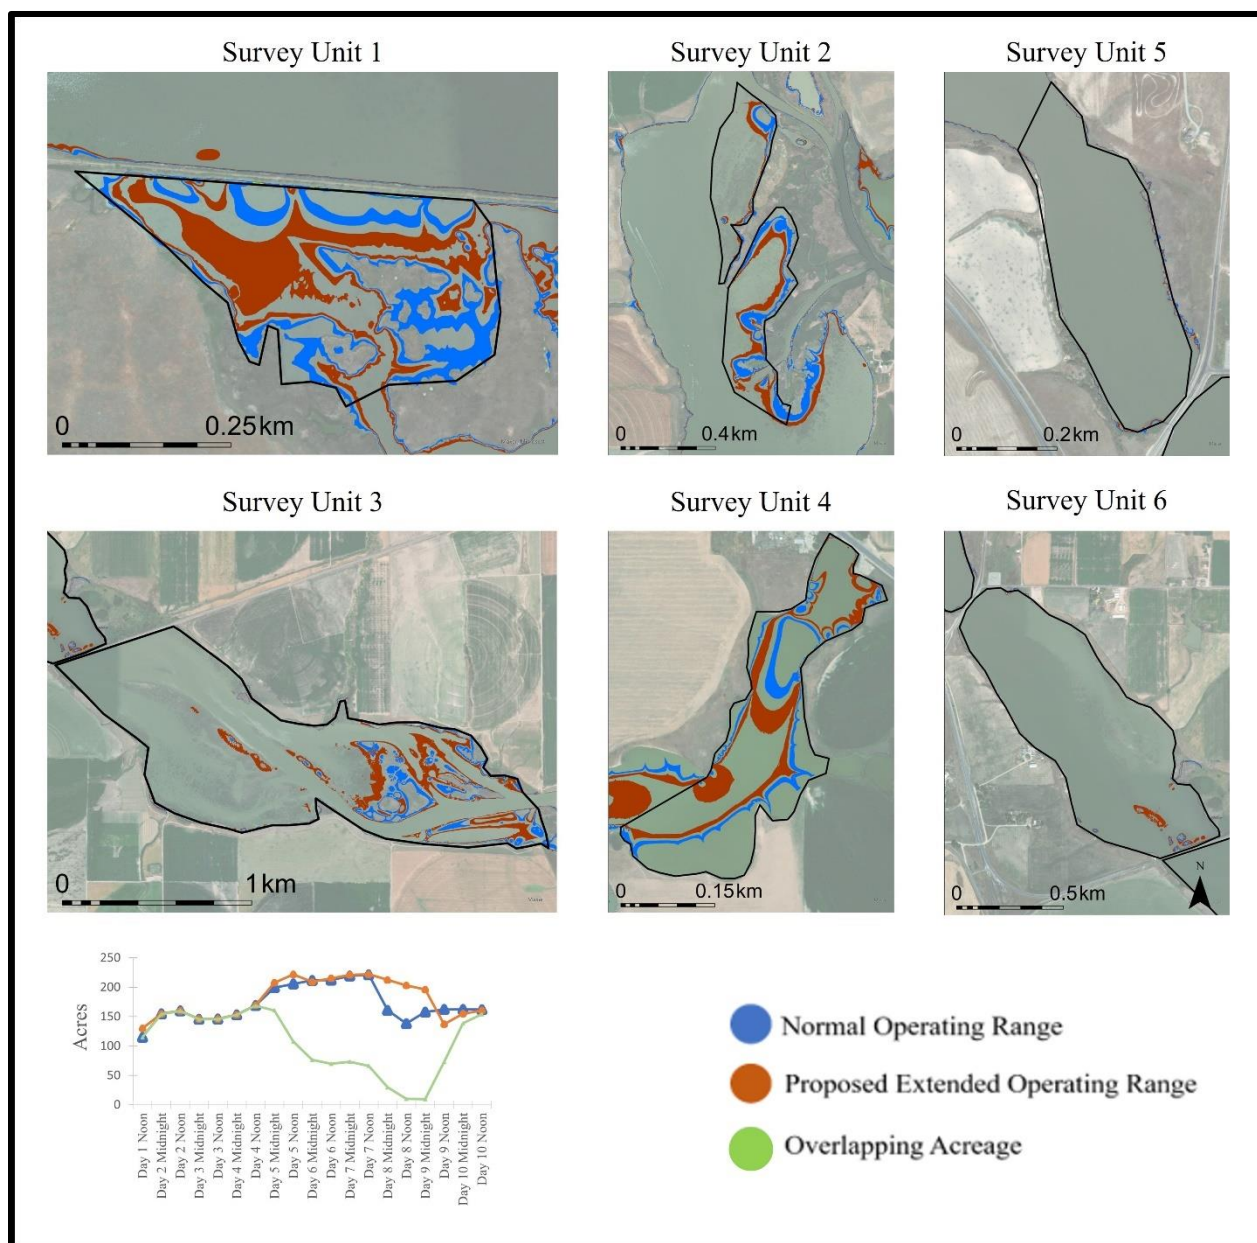 Survey Unit 1
Survey Unit 2
Survey Unit 5
0
0.25km
0
0.4km
0
0.2km
Survey Unit 3
Survey Unit 4
Survey Unit 6
0
1km
0
0.15km
0
0.5km
N
Acres
250
200
150
100
50
0
Day 1 Noon
Day 2 Midnight
Day 2 Noon
Day 3 Midnight
Day 3 Noon
Day 4 Midnight
Day 4 Noon
Day 5 Midnight
Day 5 Noon
Day 6 Midnight
Day 6 Noon
Day 7 Midnight
Day 7 Noon
Day 8 Midnight
Day 8 Noon
Day 9 Midnight
Day 9 Noon
Day 10 Midnight
Day 10 Noon
Normal Operating Range
Proposed Extended Operating Range
Overlapping Acreage